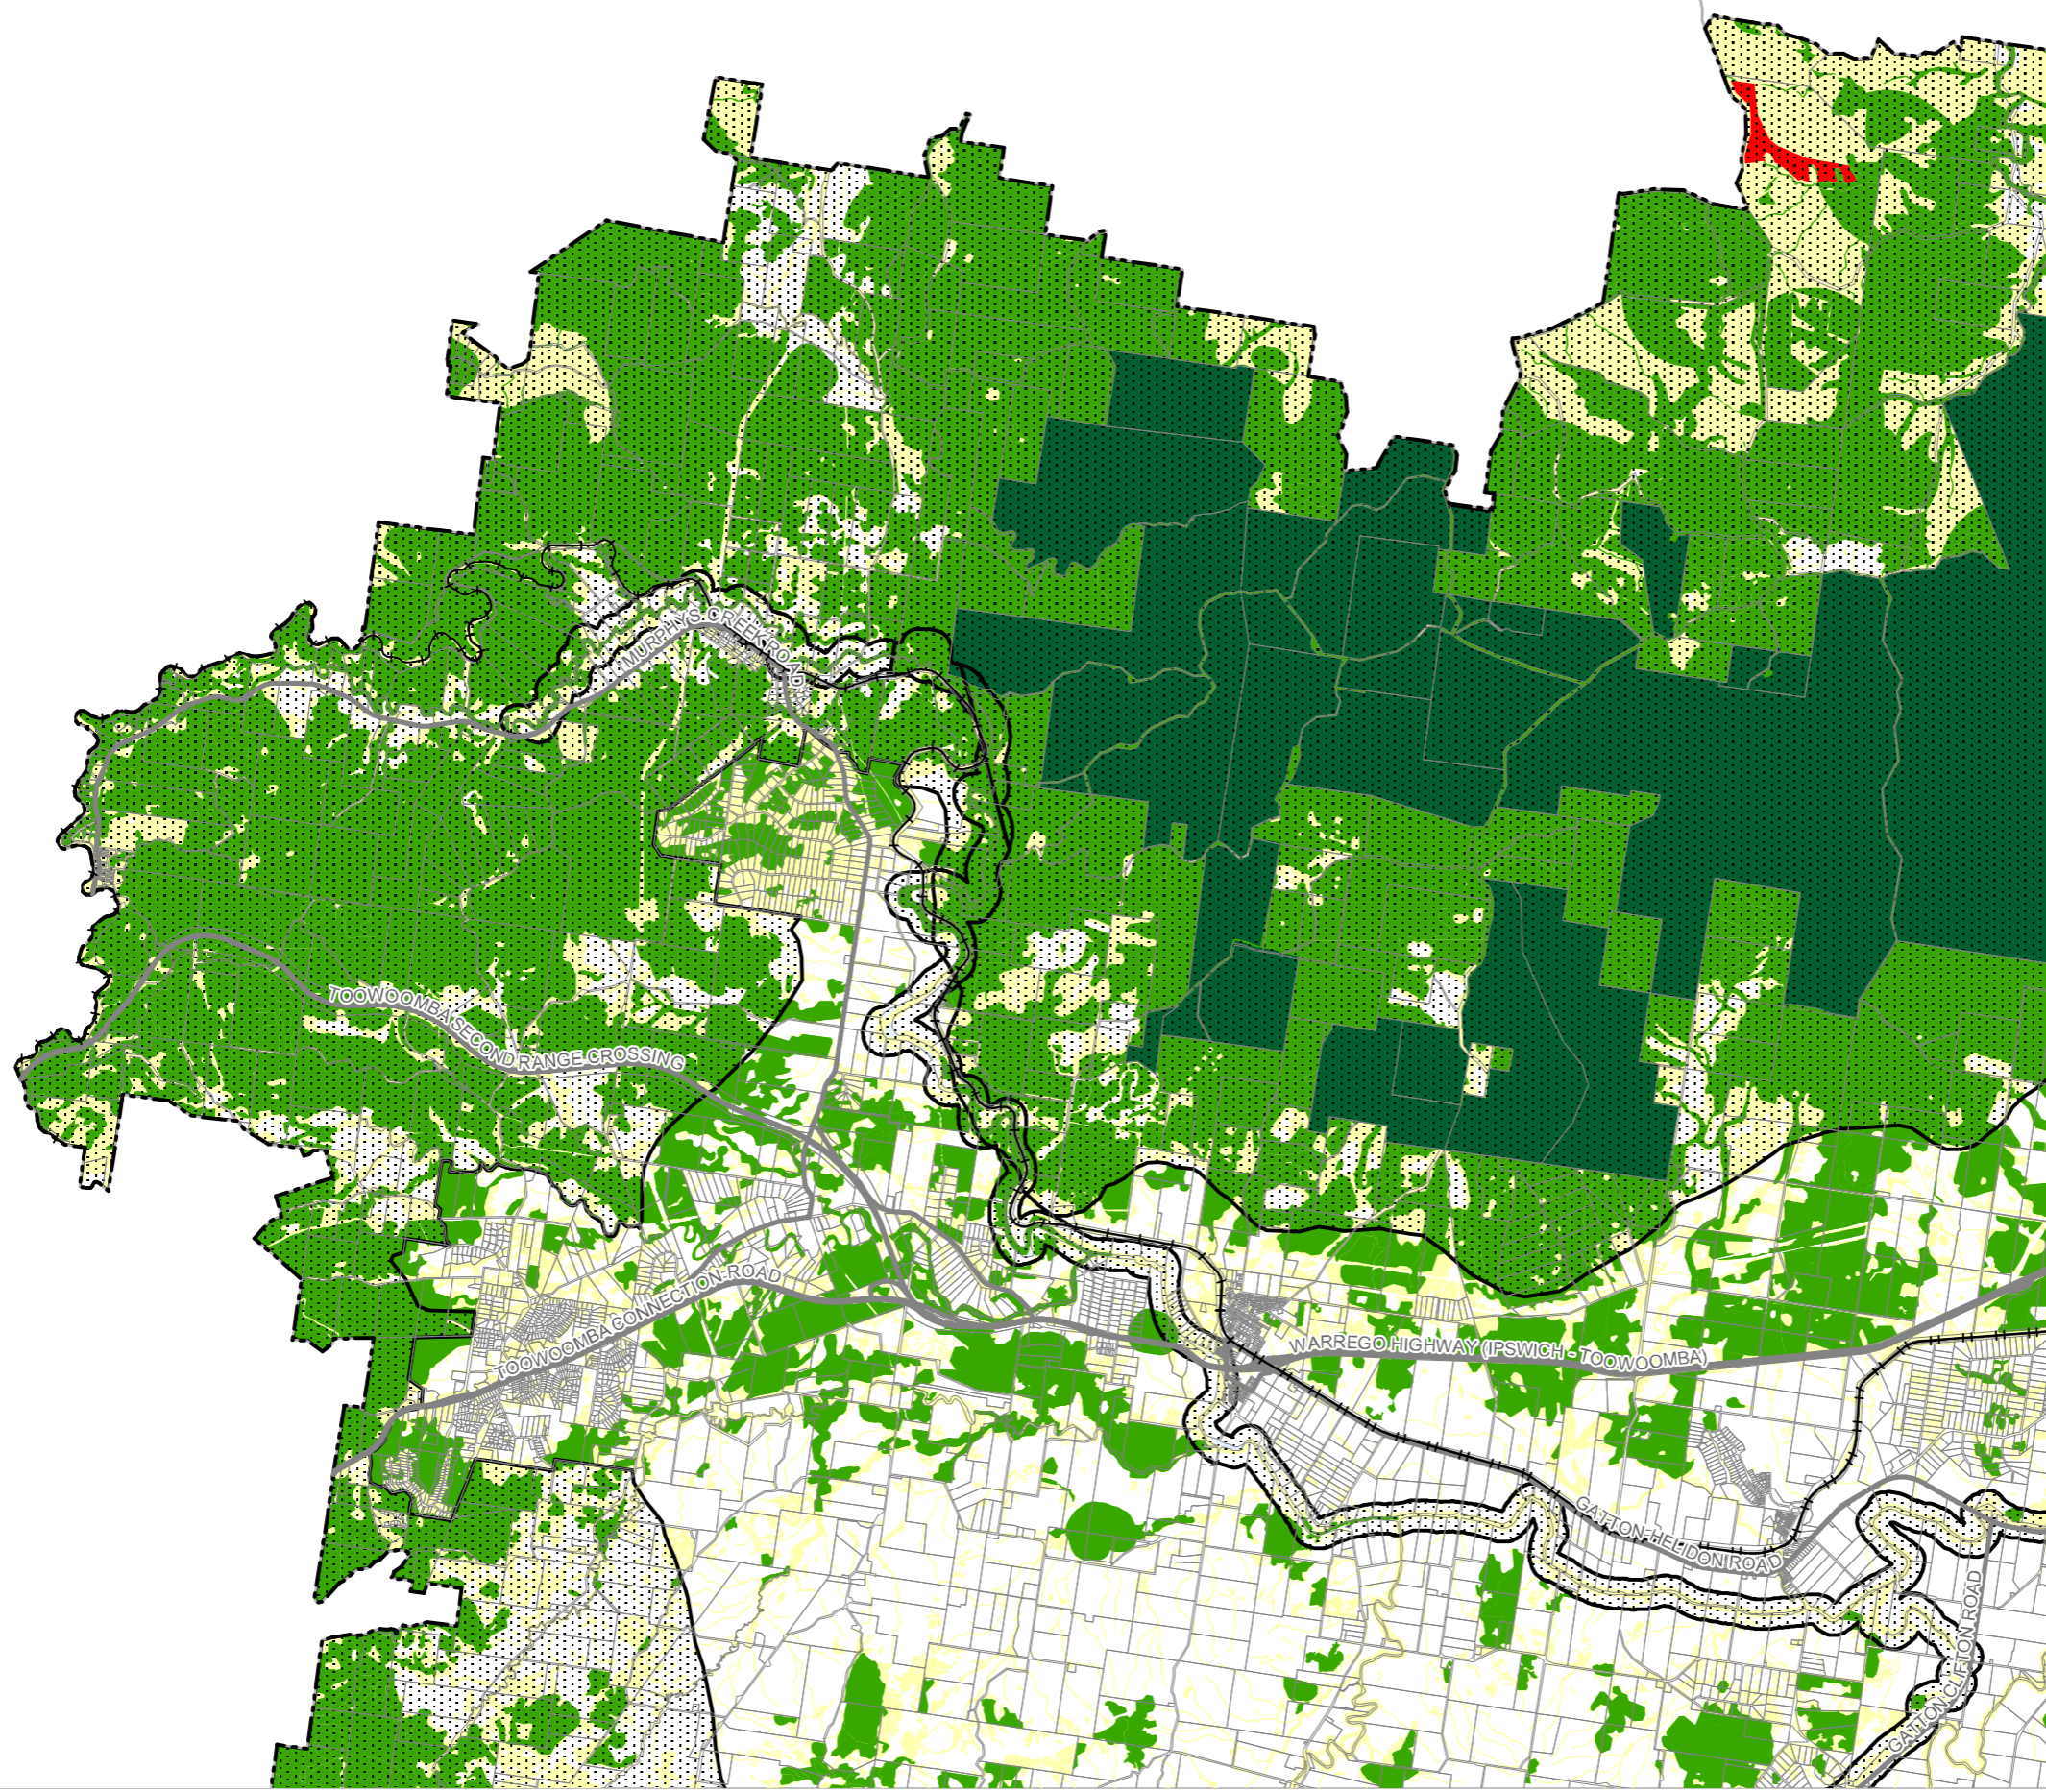 MURPHYS CREEK ROAD
TOOWOOMBA SECOND RANGE CROSSING
TOOWOOMBA CONNECTION ROAD
WARREGO HIGHWAY (IPSWICH - TOOWOOMBA)
GATTON HELIDON ROAD
GATTON CLIFTON ROAD